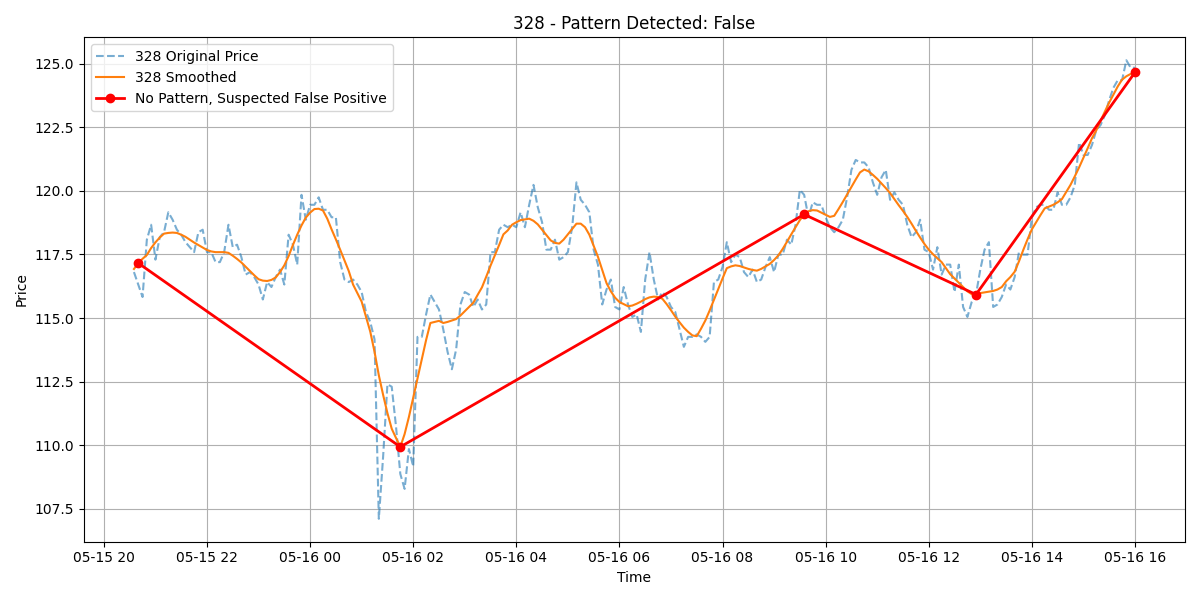 328 - Pattern Detected: False
328 Original Price
328 Smoothed
No Pattern, Suspected False Positive
Price
125.0
122.5
120.0
117.5
115.0
112.5
110.0
107.5
05-15 20 05-15 22 05-16 00 05-16 02 05-16 04 05-16 06 05-16 08 05-16 10 05-16 12 05-16 14 05-16 16
Time